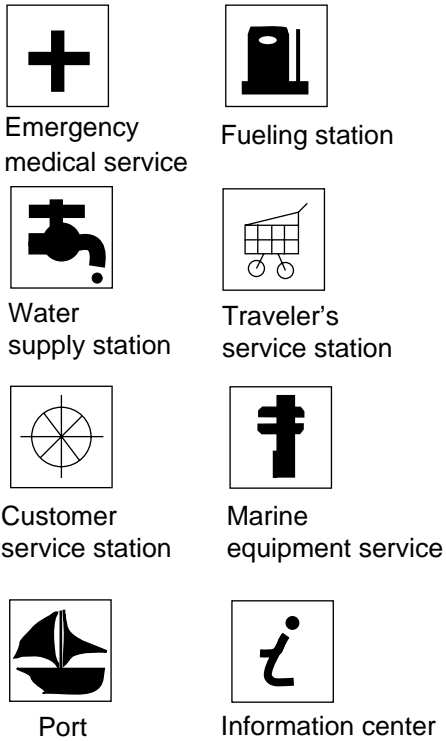 Emergency
medical service
Fueling station
Water
supply station
Traveler's
service station
Customer
service station
Marine
equipment service
Port
Information center